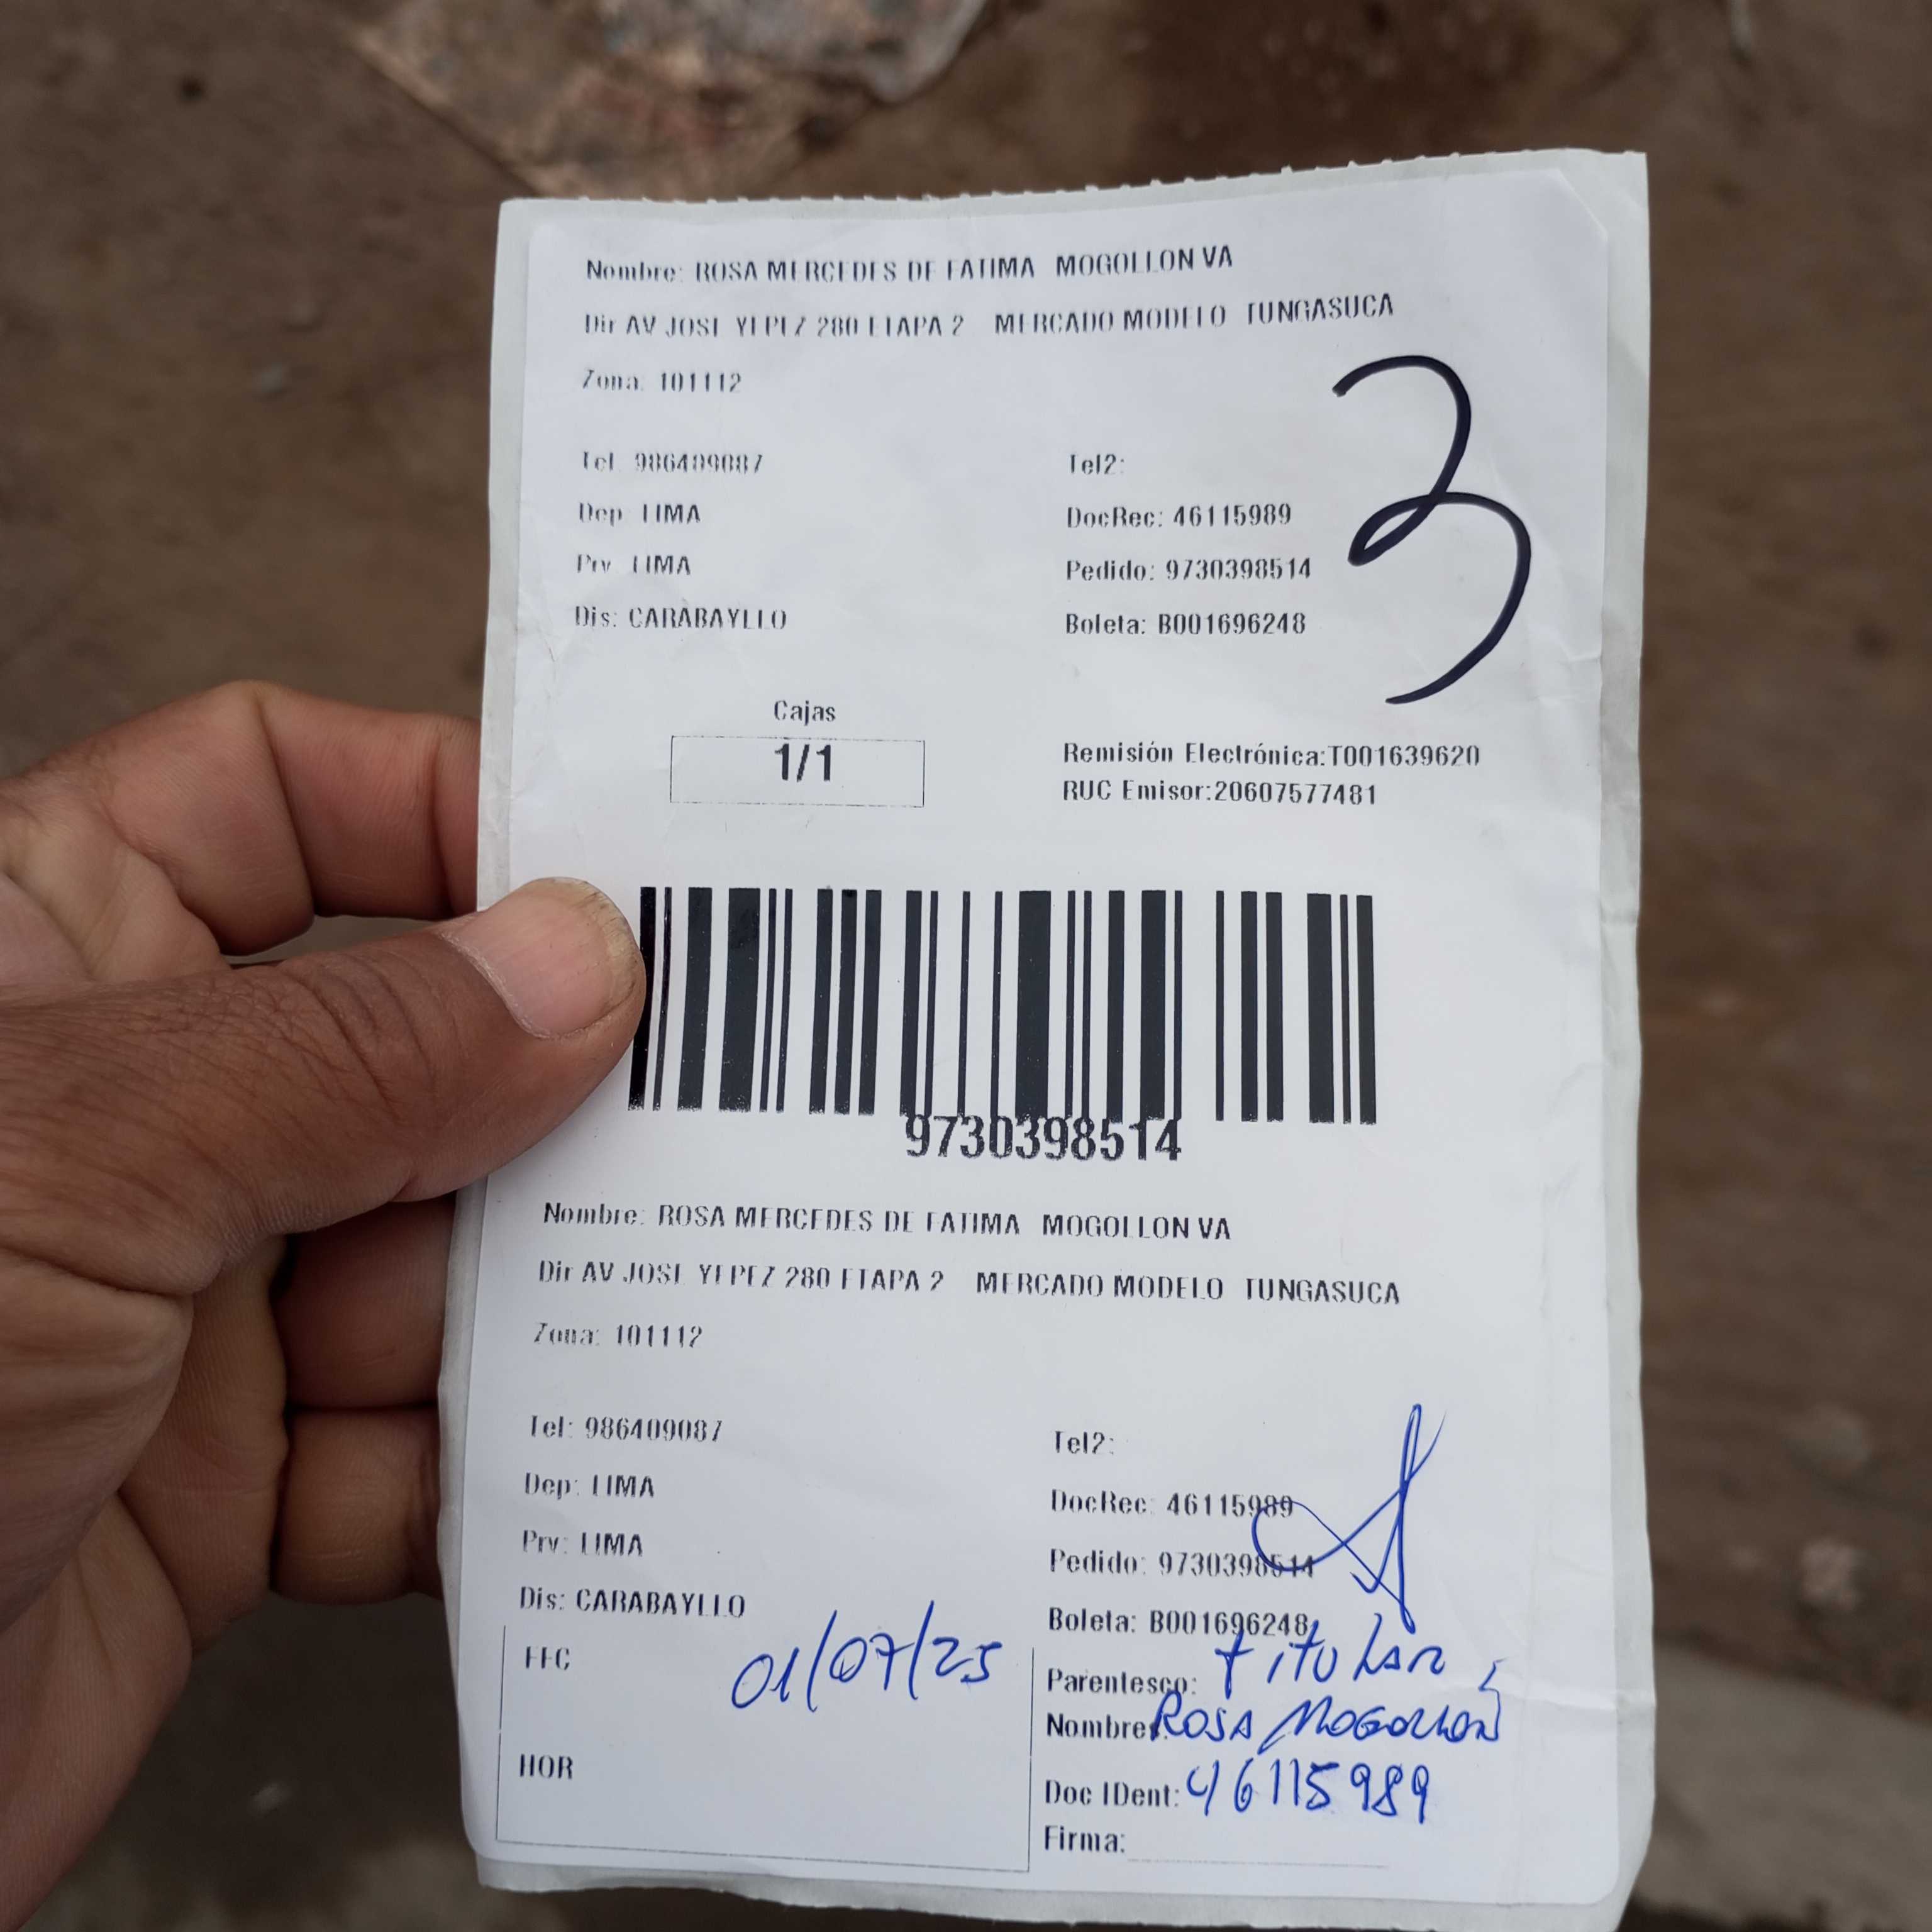 Nombre: ROSA MERCEDES DE FATIMA MOGOLLON VA
Dir AV JOSE YEPEZ 280 ETAPA 2 MERCADO MODELO TUNGASUCA
Zona: 101112
3
Tel 986409087 Tel2:
Dep LIMA DocRec: 46115989
Prv LIMA Pedido: 9730398514
Dis: CARABAYLLO Boleta: B001696248
Cajas
1/1
Remisión Electrónica:T001639620
RUC Emisor:20607577481
9730398514
Nombre: ROSA MERCEDES DE FATIMA MOGOLLON VA
Dir AV JOSE YEPEZ 280 ETAPA 2 MERCADO MODELO TUNGASUCA
Zona: 101112
Tel: 986409087 Tel2:
Dep: LIMA DocRec: 46115989
Prv: LIMA Pedido: 9730398514
Dis: CARABAYLLO Boleta: B001696248
FFC 01/07/25
Parentesco: titular
Nombre: ROSA MOGOLLON
HOR
Doc IDent: 46115989
Firma: